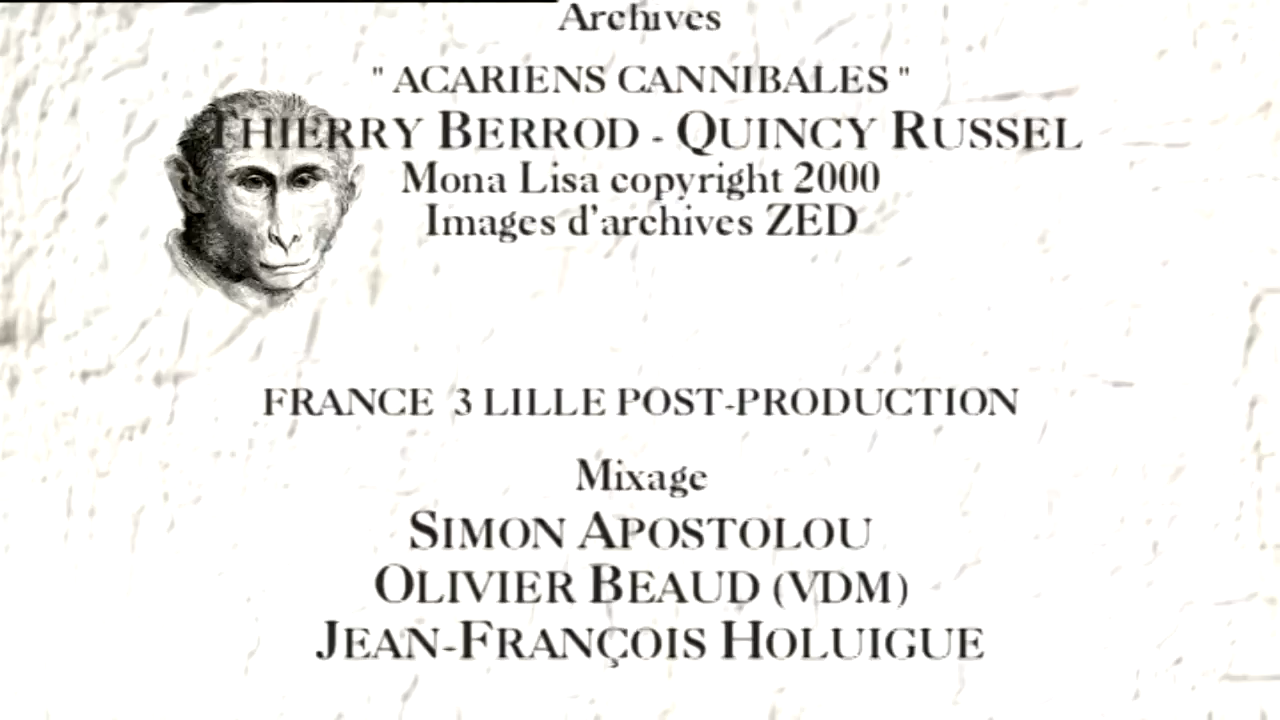 Archives
" ACARIENS CANNIBALES "
THIERRY BERROD - QUINCY RUSSEL
Mona Lisa copyright 2000
Images d'archives ZED
FRANCE 3 LILLE POST-PRODUCTION
Mixage
SIMON APOSTOLOU
OLIVIER BEAUD (VDM)
JEAN-FRANÇOIS HOLUIGUE